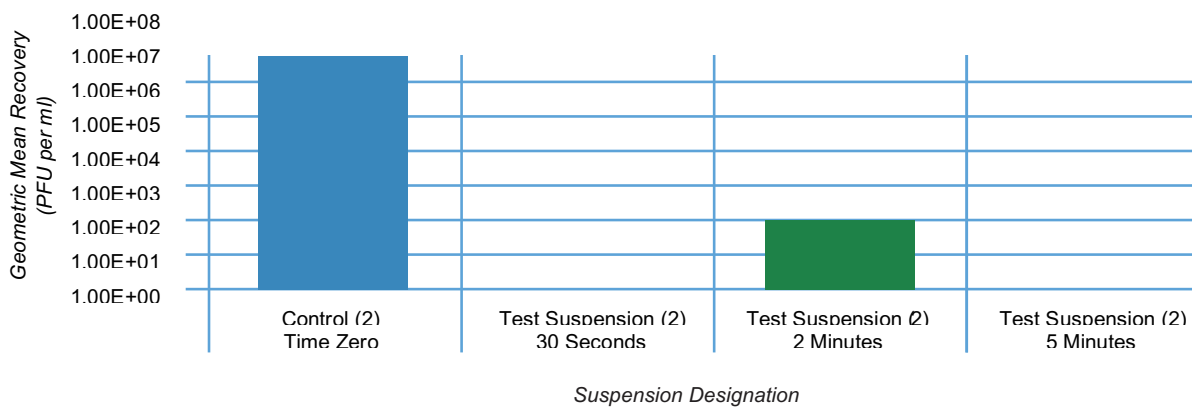 Geometric Mean Recovery
(PFU per ml)
1.00E+08
1.00E+07
1.00E+06
1.00E+05
1.00E+04
1.00E+03
1.00E+02
1.00E+01
1.00E+00
Control (2)
Time Zero
Test Suspension (2)
30 Seconds
Test Suspension (2)
2 Minutes
Test Suspension (2)
5 Minutes
Suspension Designation